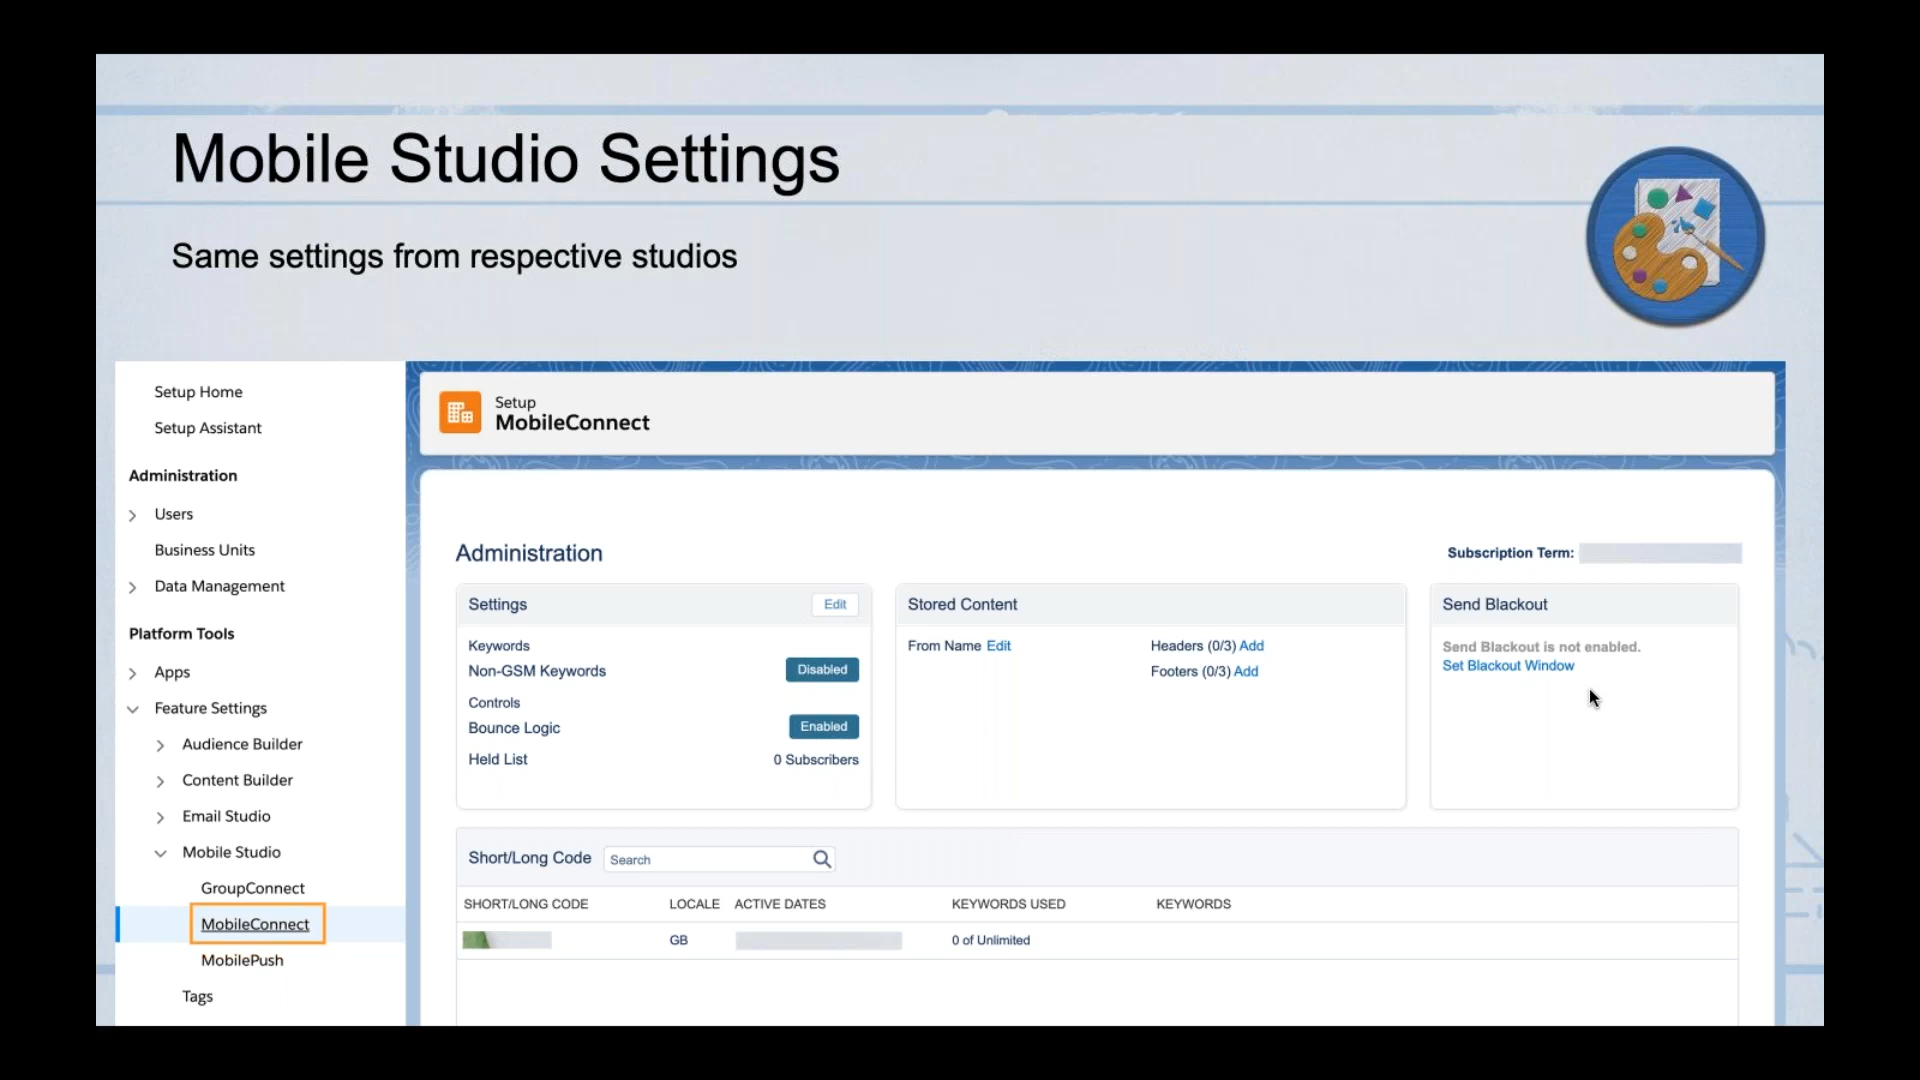 Mobile Studio Settings
Same settings from respective studios
Setup Home
Setup Assistant
Administration
Users
Business Units
Data Management
Platform Tools
Apps
Feature Settings
Audience Builder
Content Builder
Email Studio
Mobile Studio
GroupConnect
MobileConnect
MobilePush
Tags
Setup
MobileConnect
Administration
Subscription Term:
Settings Edit
Keywords
Non-GSM Keywords Disabled
Controls
Bounce Logic Enabled
Held List 0 Subscribers
Stored Content
From Name Edit Headers (0/3) Add
Footers (0/3) Add
Send Blackout
Send Blackout is not enabled.
Set Blackout Window
Short/Long Code Search
SHORT/LONG CODE LOCALE ACTIVE DATES KEYWORDS USED KEYWORDS
GB 0 of Unlimited